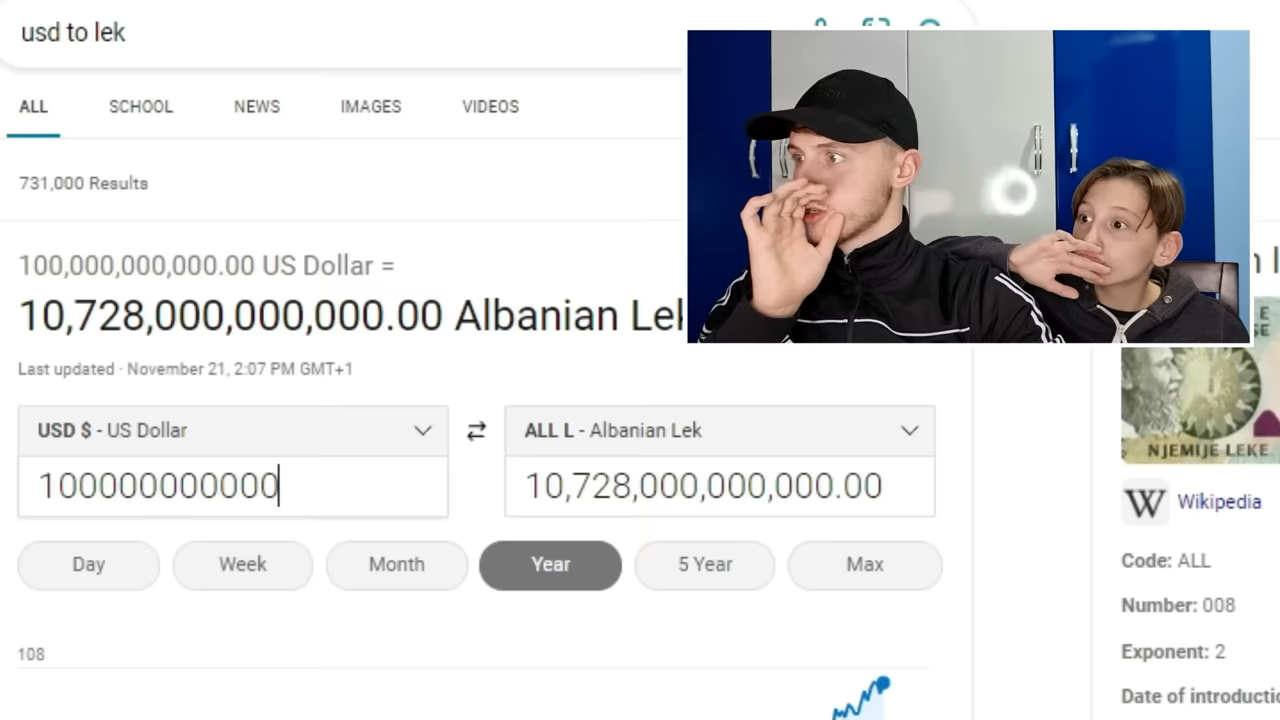 usd to lek
ALL SCHOOL NEWS IMAGES VIDEOS
731,000 Results
100,000,000,000.00 US Dollar =
10,728,000,000,000.00 Albanian
Last updated · November 21, 2:07 PM GMT+1
USD $ - US Dollar
ALL L - Albanian Lek
100000000000
10,728,000,000,000.00
Day Week Month Year 5 Year Max
108
NJEMIJE LEKE
Wikipedia
Code: ALL
Number: 008
Exponent: 2
Date of